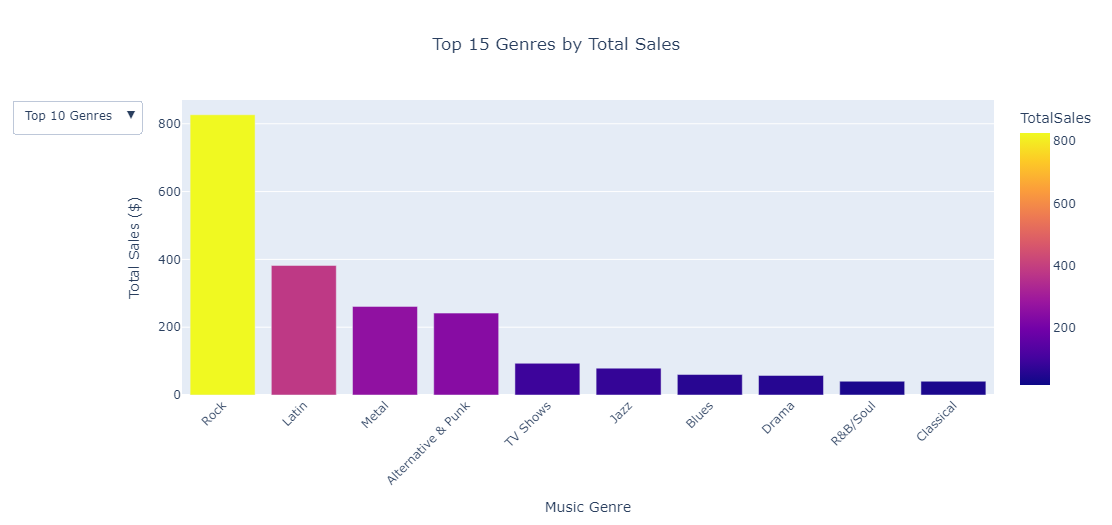 Top 15 Genres by Total Sales
Top 10 Genres ▼
Total Sales ($)
800
600
400
200
0
Rock
Latin
Metal
Alternative & Punk
TV Shows
Jazz
Blues
Drama
R&B/Soul
Classical
Music Genre
TotalSales
800
600
400
200